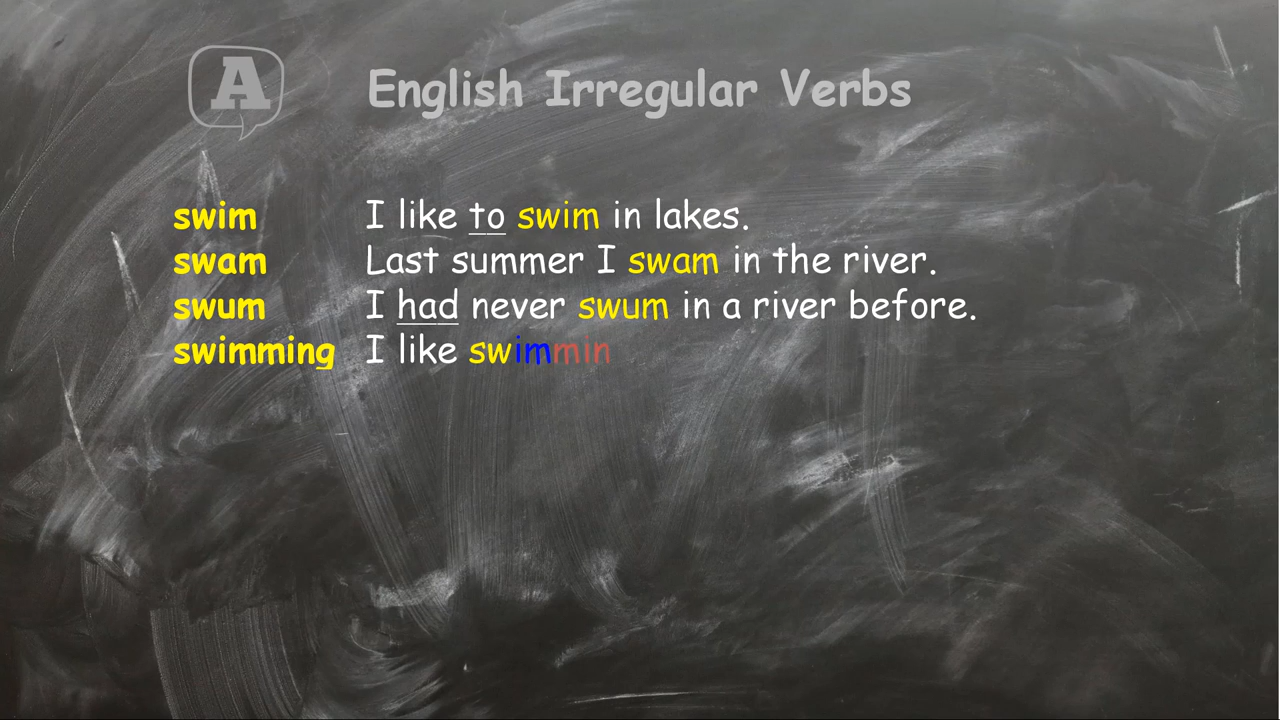 A English Irregular Verbs
swim I like to swim in lakes.
swam Last summer I swam in the river.
swum I had never swum in a river before.
swimming I like swimmin